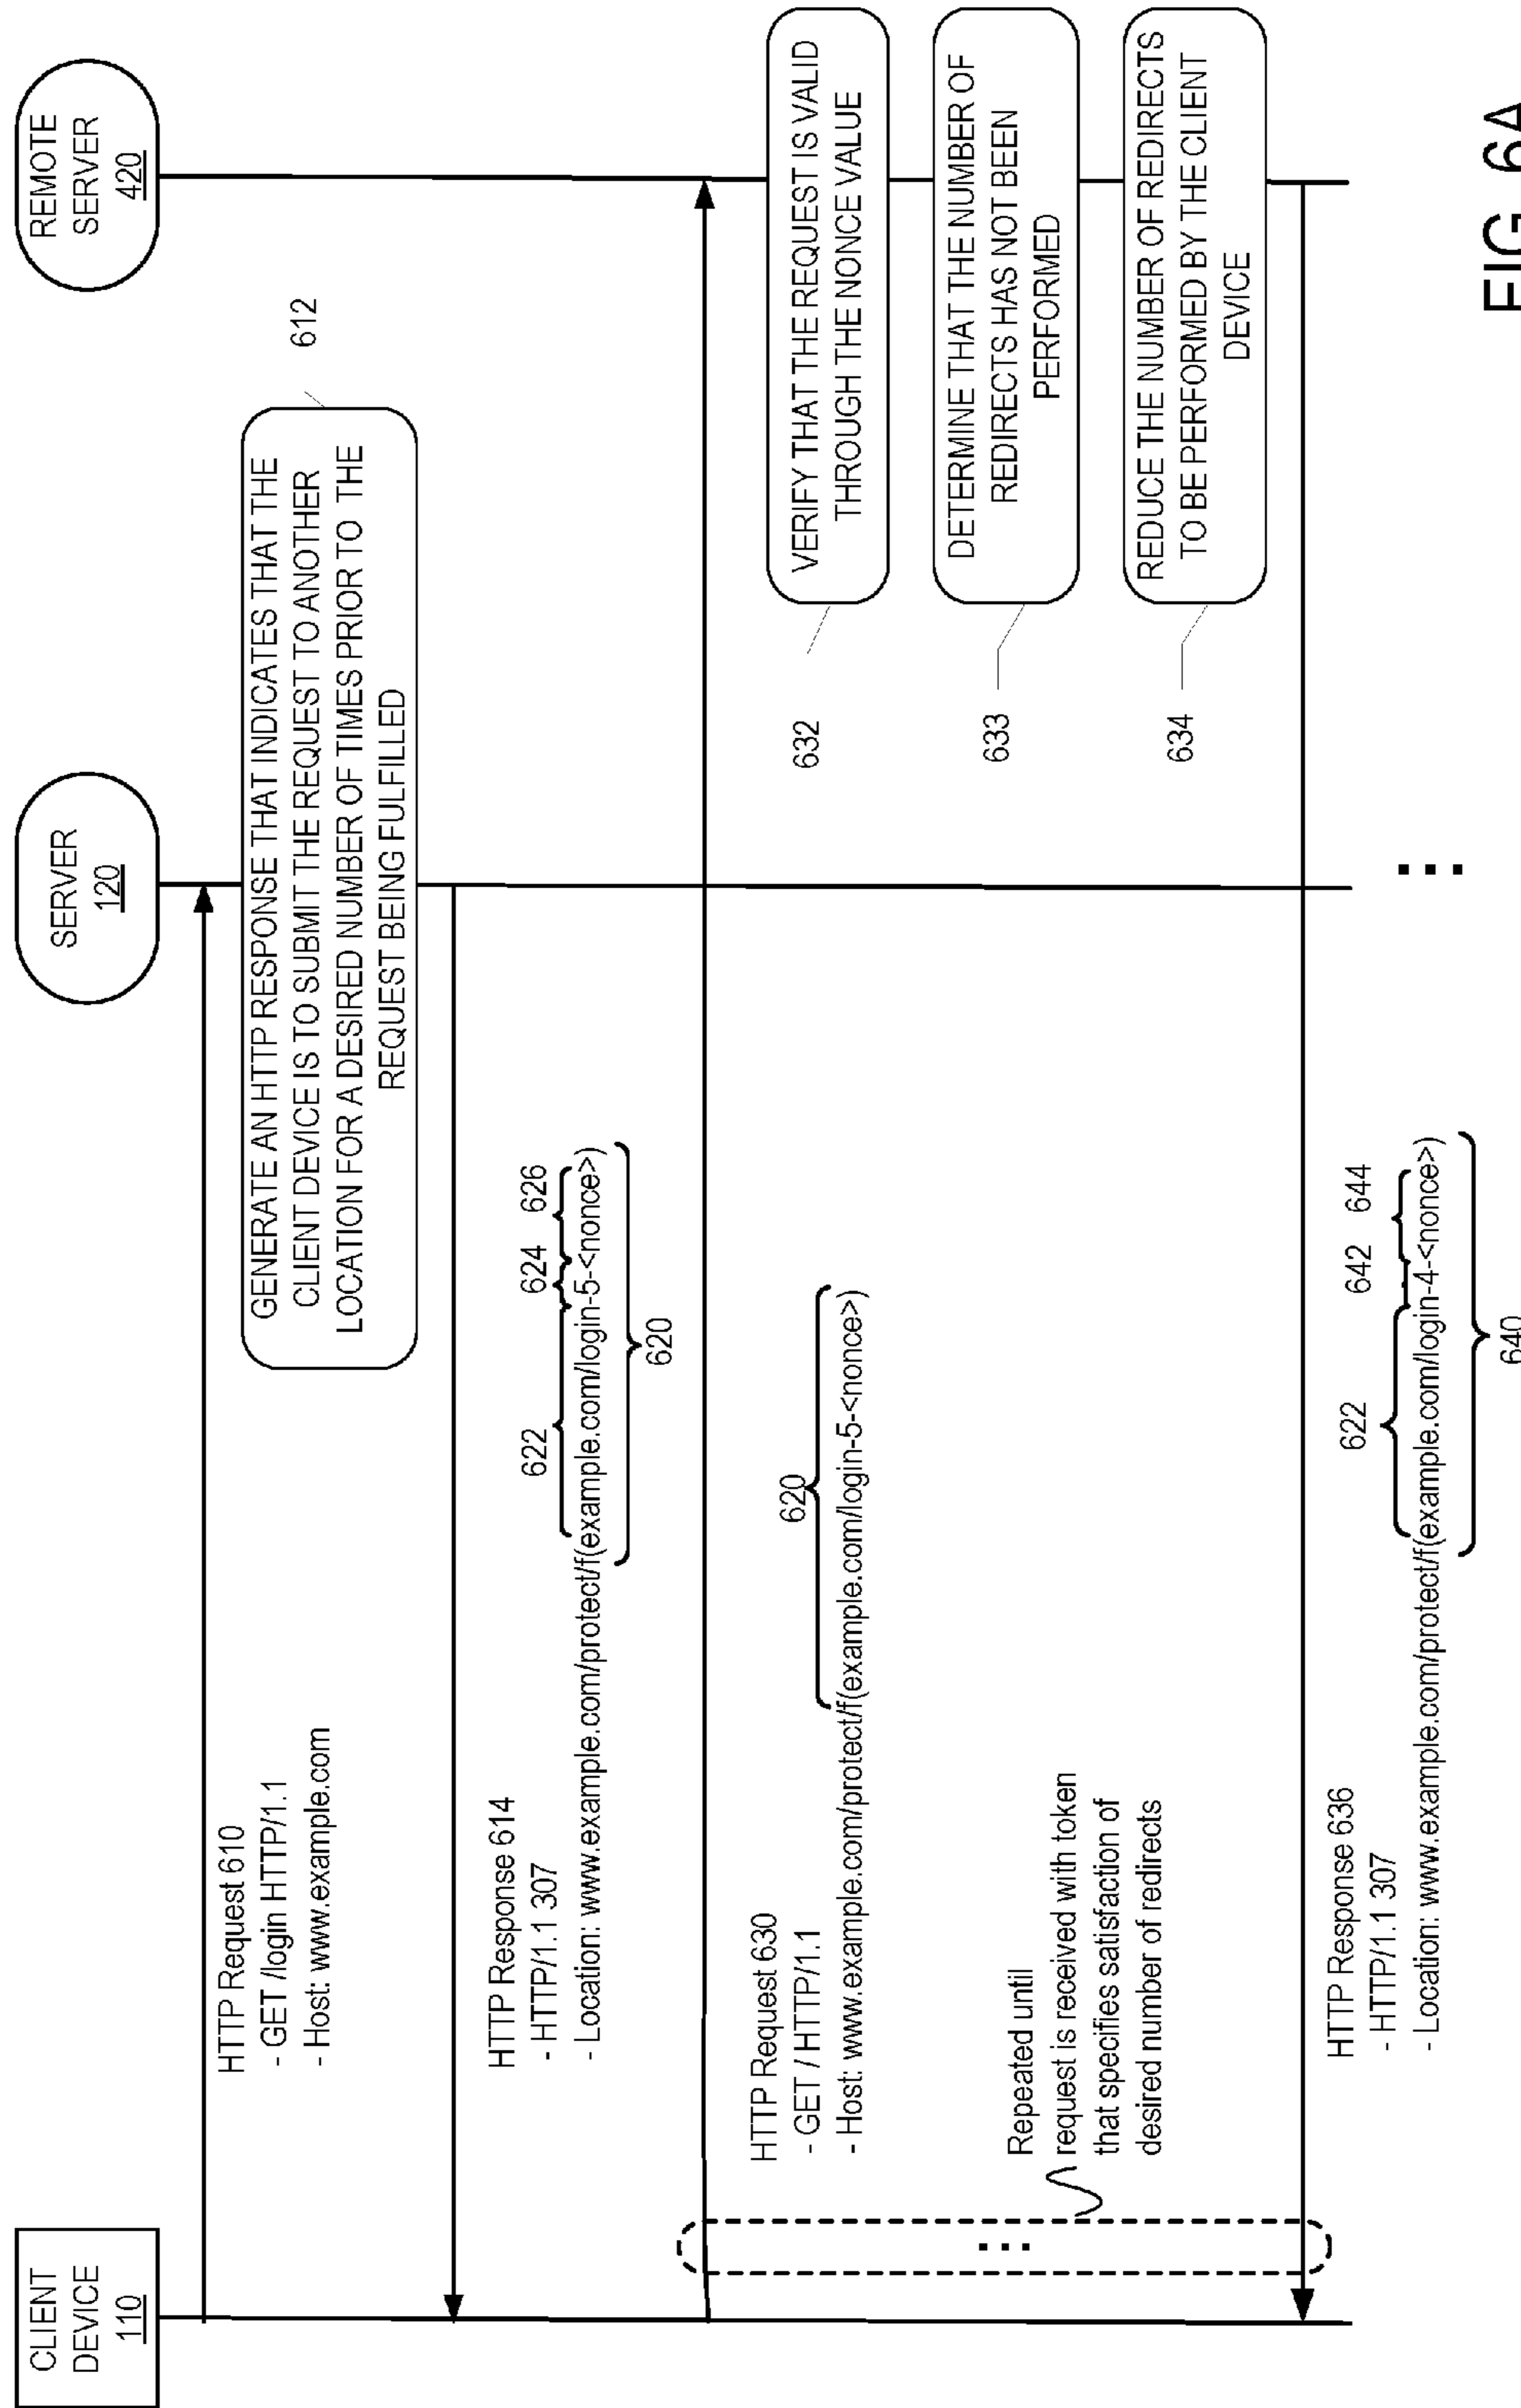 CLIENT
DEVICE
110
SERVER
120
REMOTE
SERVER
420
HTTP Request 610
- GET /login HTTP/1.1
- Host: www.example.com
GENERATE AN HTTP RESPONSE THAT INDICATES THAT THE
CLIENT DEVICE IS TO SUBMIT THE REQUEST TO ANOTHER
LOCATION FOR A DESIRED NUMBER OF TIMES PRIOR TO THE
REQUEST BEING FULFILLED
612
HTTP Response 614
- HTTP/1.1 307
622 624 626
- Location: www.example.com/protect/f(example.com/login-5-<nonce>)
620
HTTP Request 630
- GET / HTTP/1.1
620
- Host: www.example.com/protect/f(example.com/login-5-<nonce>)
632
VERIFY THAT THE REQUEST IS VALID
THROUGH THE NONCE VALUE
633
DETERMINE THAT THE NUMBER OF
REDIRECTS HAS NOT BEEN
PERFORMED
634
REDUCE THE NUMBER OF REDIRECTS
TO BE PERFORMED BY THE CLIENT
DEVICE
...
Repeated until
request is received with token
that specifies satisfaction of
desired number of redirects
HTTP Response 636
- HTTP/1.1 307
622 642 644
- Location: www.example.com/protect/f(example.com/login-4-<nonce>)
640
...
FIG. 6A